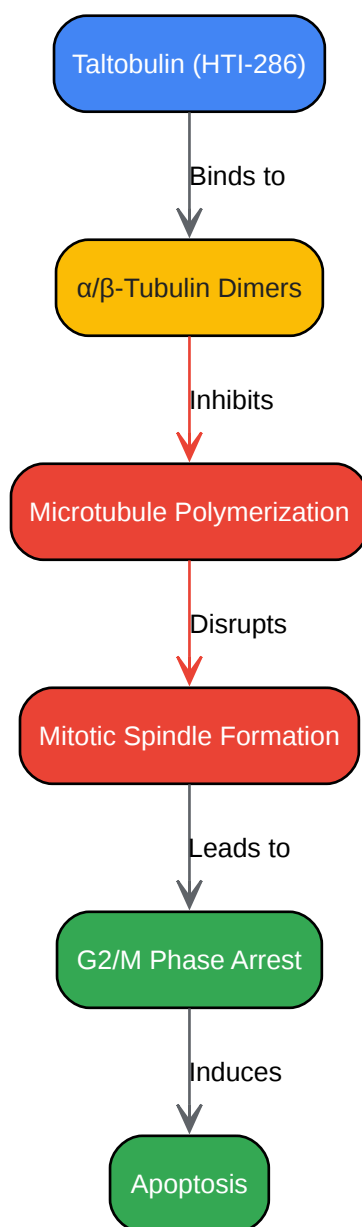 Taltobulin (HTI-286)
Binds to
α/β-Tubulin Dimers
Inhibits
Microtubule Polymerization
Disrupts
Mitotic Spindle Formation
Leads to
G2/M Phase Arrest
Induces
Apoptosis